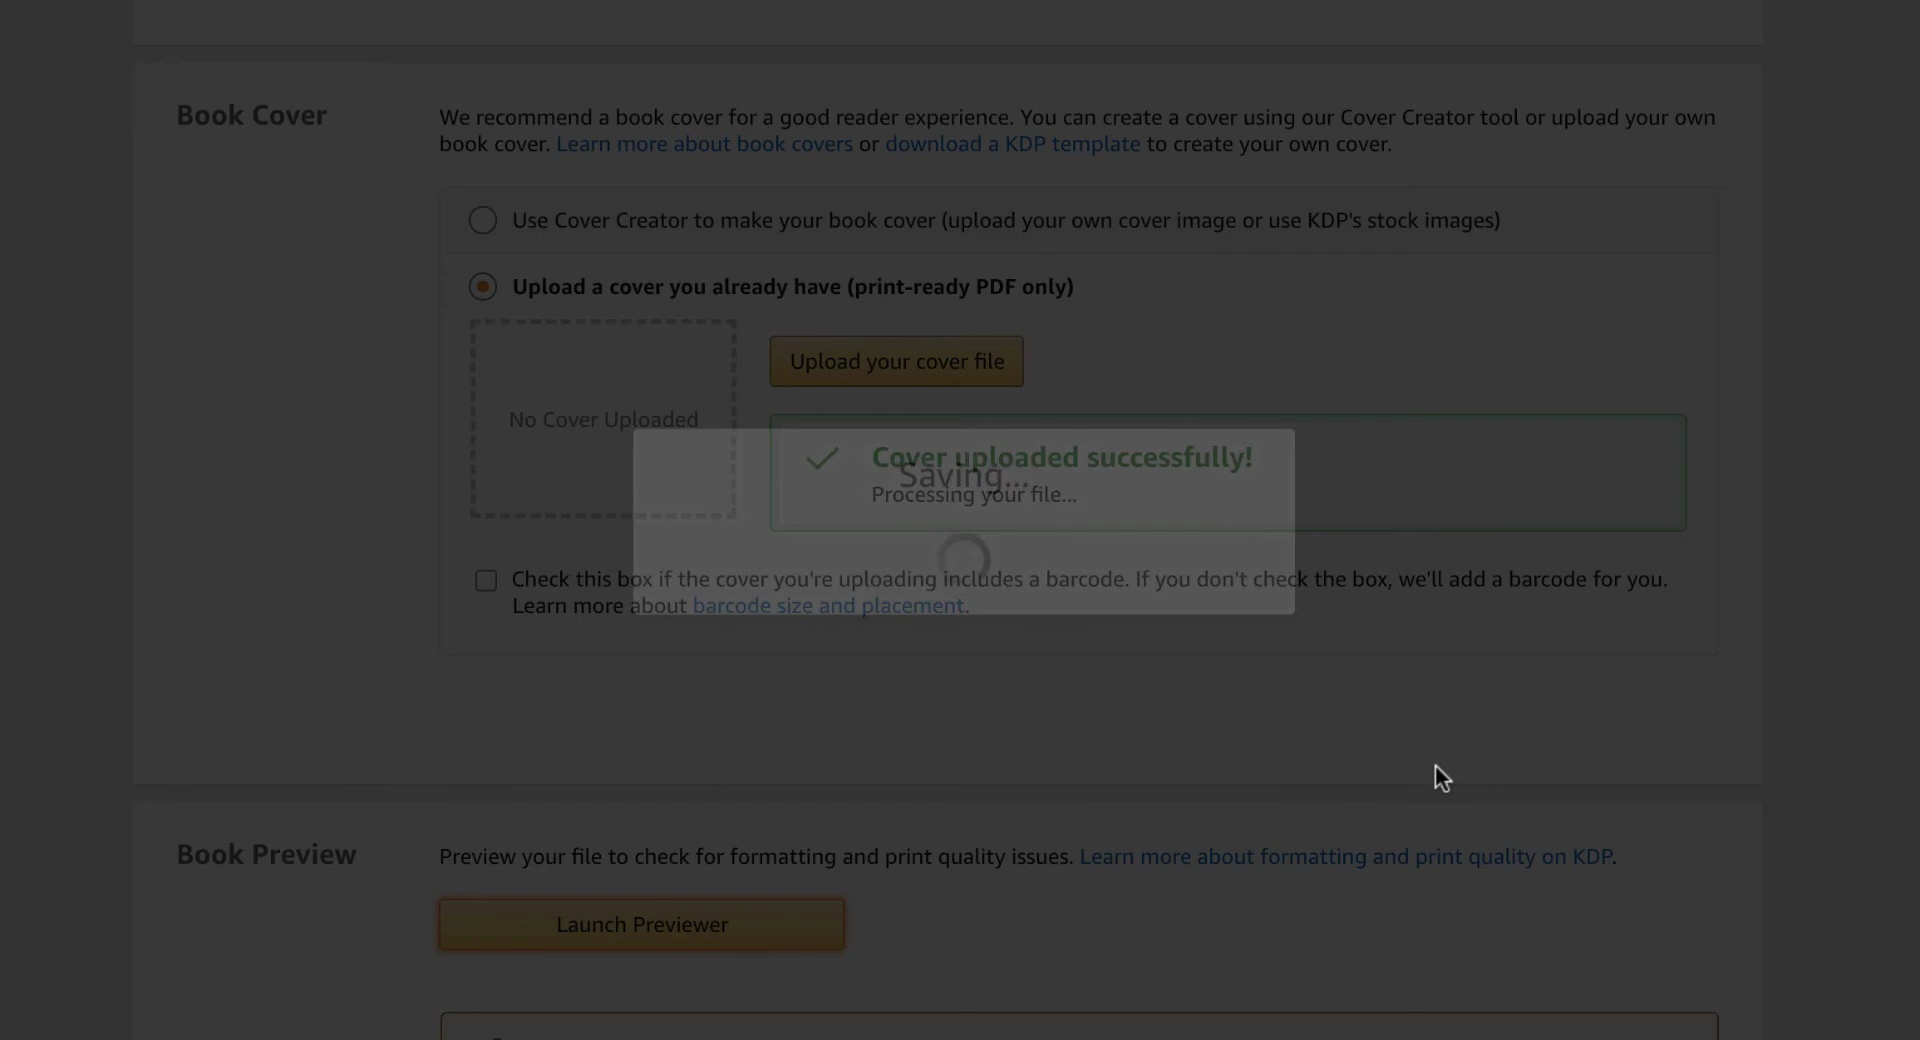 Book Cover
We recommend a book cover for a good reader experience. You can create a cover using our Cover Creator tool or upload your own
book cover. Learn more about book covers or download a KDP template to create your own cover.
Use Cover Creator to make your book cover (upload your own cover image or use KDP's stock images)
Upload a cover you already have (print-ready PDF only)
Upload your cover file
No Cover Uploaded
Cover uploaded successfully!
Saving...
Processing your file...
Check this box if the cover you're uploading includes a barcode. If you don't check the box, we'll add a barcode for you.
Learn more about barcode size and placement.
Book Preview
Preview your file to check for formatting and print quality issues. Learn more about formatting and print quality on KDP.
Launch Previewer